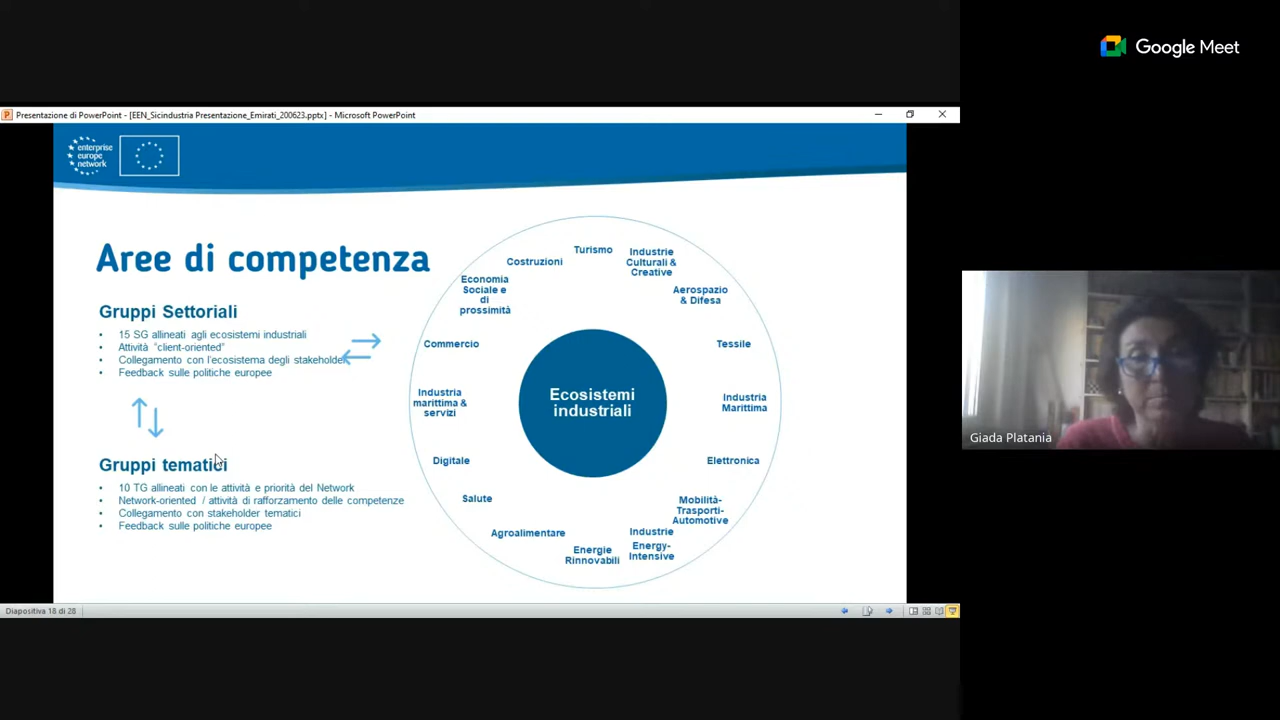 Google Meet
Presentazione di PowerPoint - [EEN_Sicindustria Presentazione_Emirati_200623.pptx] - Microsoft PowerPoint
enterprise
europe
network
Aree di competenza
Gruppi Settoriali
• 15 SG allineati agli ecosistemi industriali
• Attività "client-oriented"
• Collegamento con l'ecosistema degli stakeholder
• Feedback sulle politiche europee
Gruppi tematici
• 10 TG allineati con le attività e priorità del Network
• Network-oriented / attività di rafforzamento delle competenze
• Collegamento con stakeholder tematici
• Feedback sulle politiche europee
Ecosistemi
industriali
Turismo
Industrie
Culturali &
Creative
Aerospazio
& Difesa
Tessile
Industria
Marittima
Elettronica
Mobilità-
Trasporti-
Automotive
Industrie
Energy-
Intensive
Energie
Rinnovabili
Agroalimentare
Salute
Digitale
Industria
marittima &
servizi
Commercio
Economia
Sociale e
di
prossimità
Costruzioni
Giada Platania
Diapositiva 18 di 28